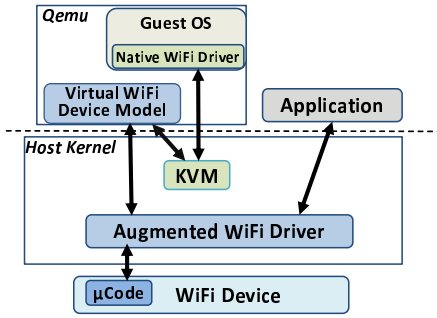 Qemu
Guest OS
Native WiFi Driver
Virtual WiFi
Device Model
Application
Host Kernel
KVM
Augmented WiFi Driver
μCode
WiFi Device